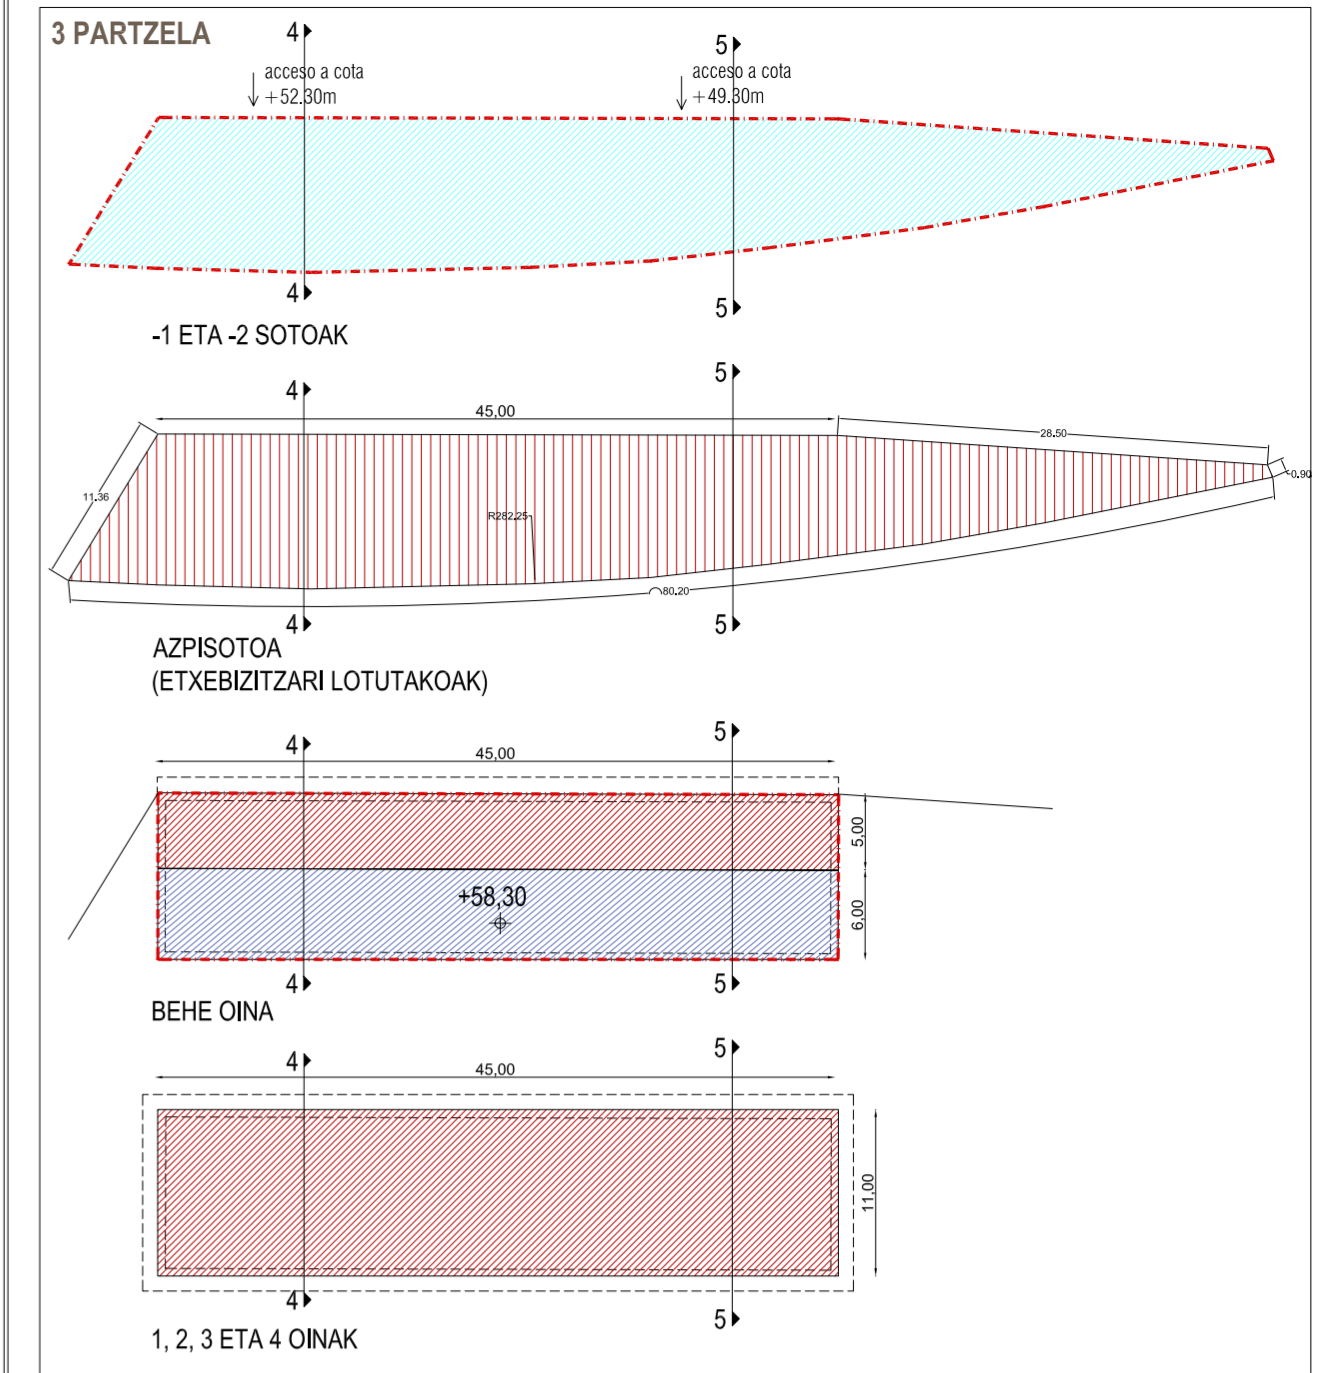 3 PARTZELA
4
5
acceso a cota
+52.30m
acceso a cota
+49.30m
4
5
-1 ETA -2 SOTOAK
4
5
45,00
28.50
11.36
0.90
R282.25
80.20
4
5
AZPISOTOA
(ETXEBIZITZARI LOTUTAKOAK)
4
5
45,00
5,00
+58,30
6,00
4
5
BEHE OINA
4
5
45,00
11,00
4
5
1, 2, 3 ETA 4 OINAK